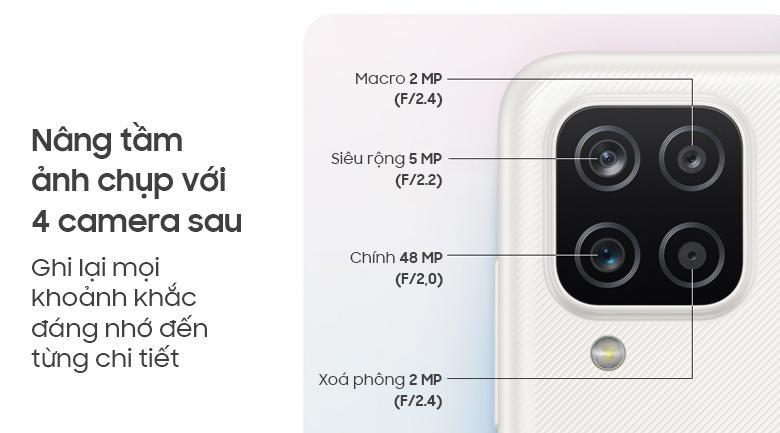 Nâng tầm
ảnh chụp với
4 camera sau
Ghi lại mọi
khoảnh khắc
đáng nhớ đến
từng chi tiết
Macro 2 MP
(F/2.4)
Siêu rộng 5 MP
(F/2.2)
Chính 48 MP
(F/2,0)
Xoá phông 2 MP
(F/2.4)